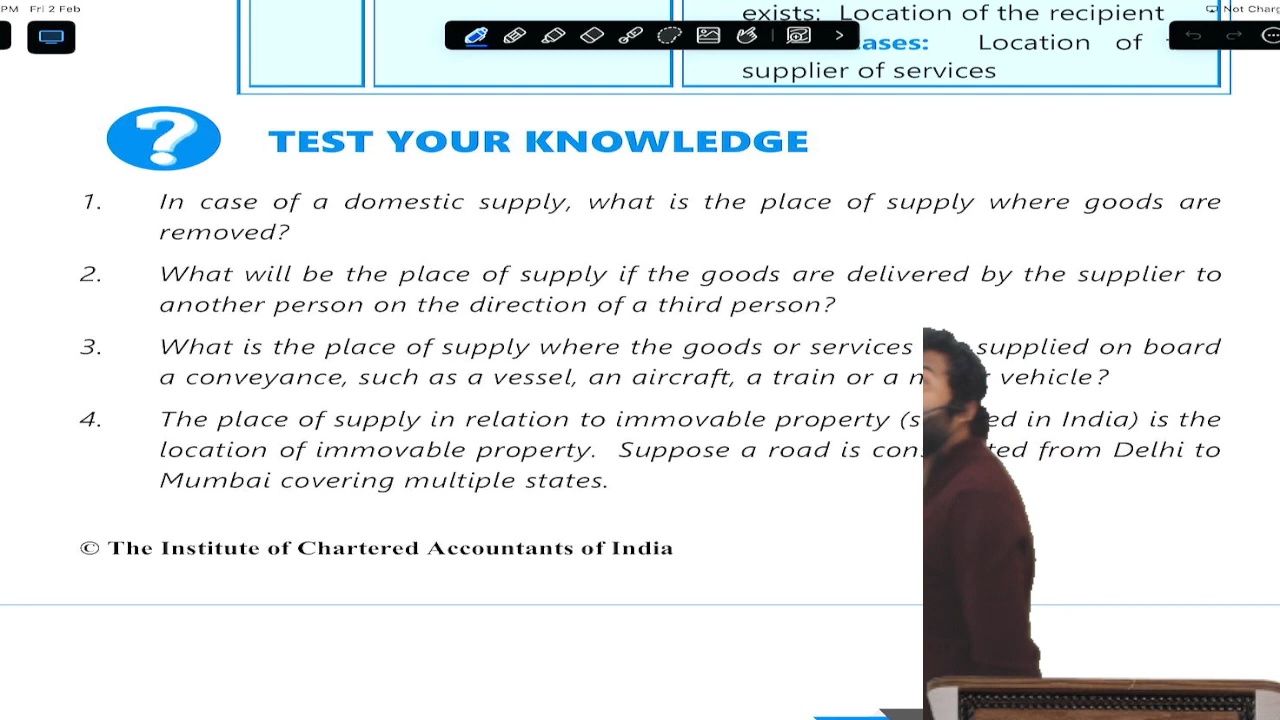 PM Fri 2 Feb
Not Charg
exists: Location of the recipient
ases: Location of
supplier of services
?
TEST YOUR KNOWLEDGE
1. In case of a domestic supply, what is the place of supply where goods are
removed?
2. What will be the place of supply if the goods are delivered by the supplier to
another person on the direction of a third person?
3. What is the place of supply where the goods or services supplied on board
a conveyance, such as a vessel, an aircraft, a train or a vehicle?
4. The place of supply in relation to immovable property in India) is the
location of immovable property. Suppose a road is from Delhi to
Mumbai covering multiple states.
© The Institute of Chartered Accountants of India